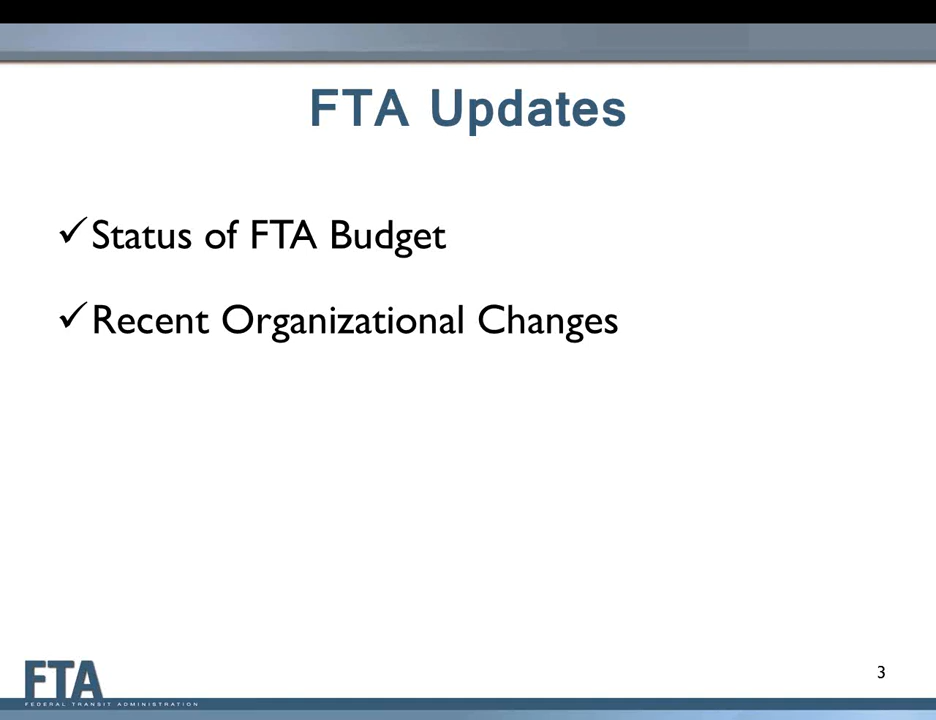 FTA Updates
✓Status of FTA Budget
✓Recent Organizational Changes
3
FTA
FEDERAL TRANSIT ADMINISTRATION